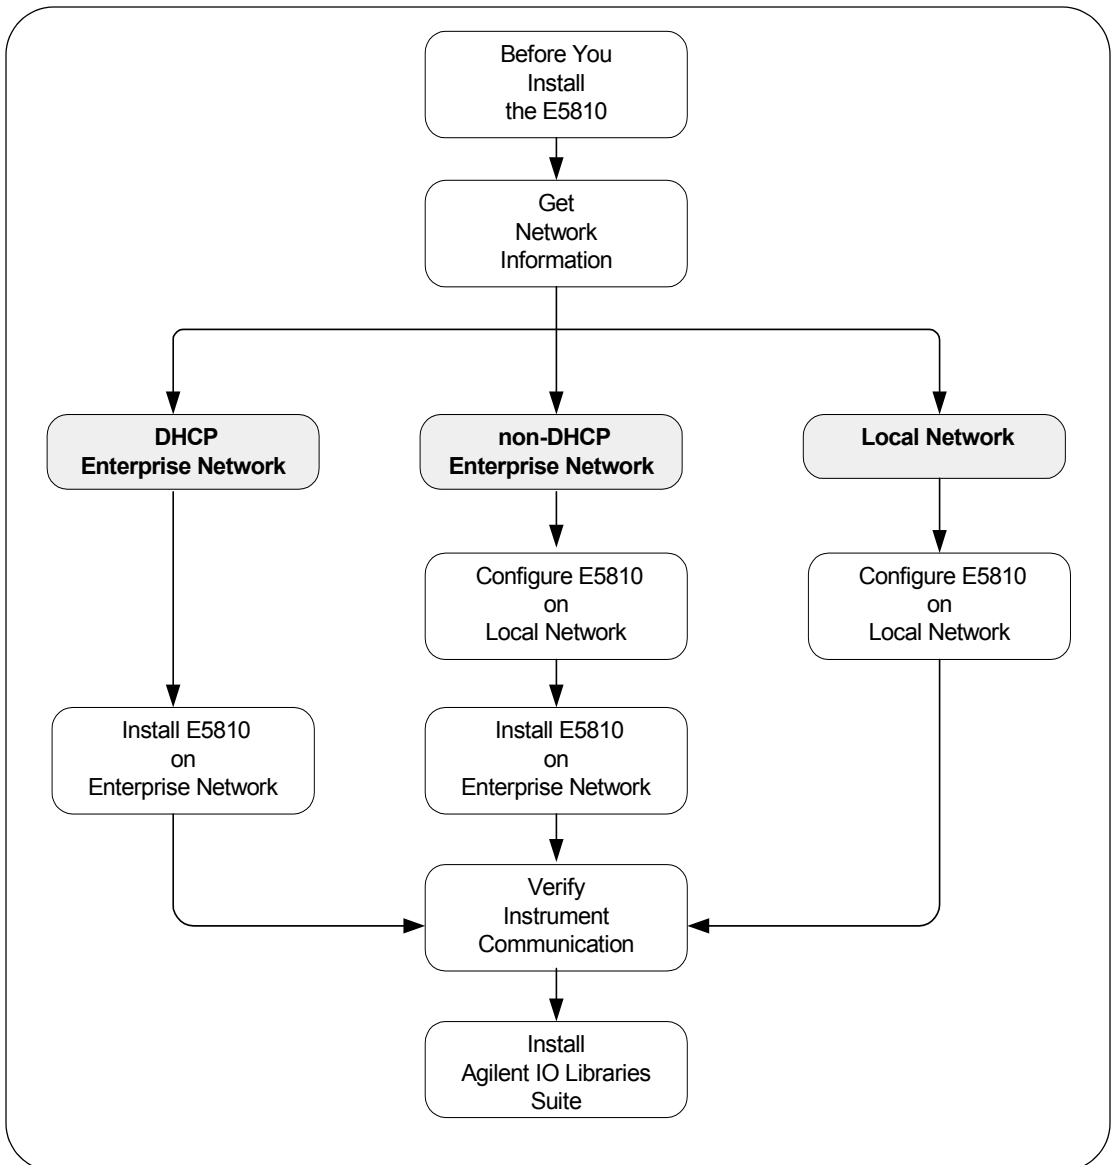 Before You
Install
the E5810
Get
Network
Information
DHCP
Enterprise Network
non-DHCP
Enterprise Network
Local Network
Configure E5810
on
Local Network
Configure E5810
on
Local Network
Install E5810
on
Enterprise Network
Install E5810
on
Enterprise Network
Verify
Instrument
Communication
Install
Agilent IO Libraries
Suite